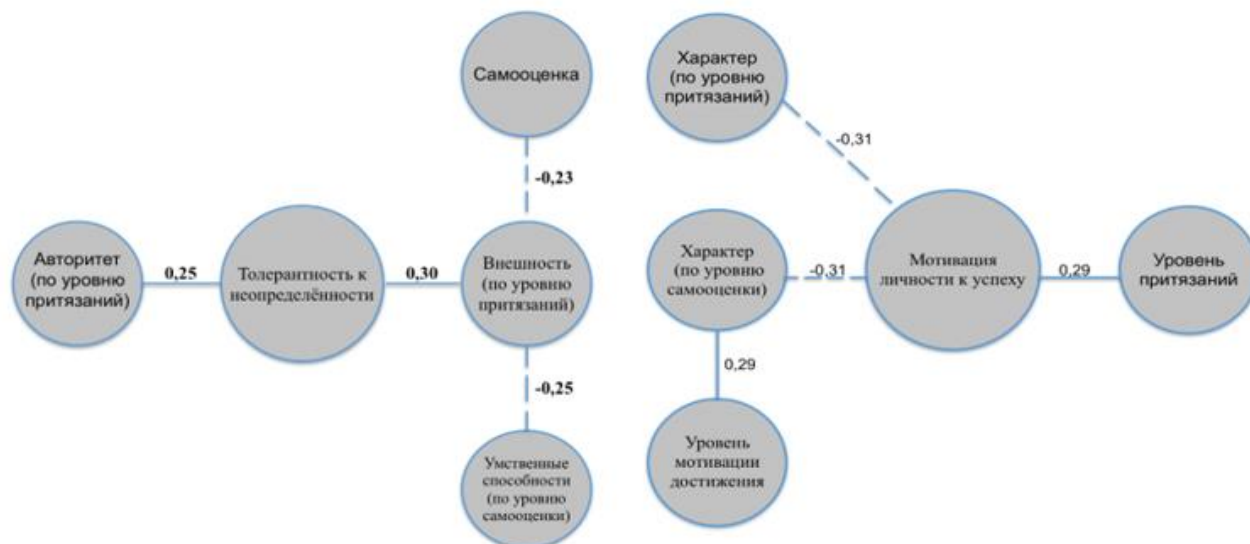 Самооценка
-0,23
Авторитет
(по уровню
притязаний)
0,25
Толерантность к
неопределённости
0,30
Внешность
(по уровню
притязаний)
-0,25
Умственные
способности
(по уровню
самооценки)
Характер
(по уровню
притязаний)
-0,31
Характер
(по уровню
самооценки)
-0,31
Мотивация
личности к успеху
0,29
Уровень
притязаний
0,29
Уровень
мотивации
достижения